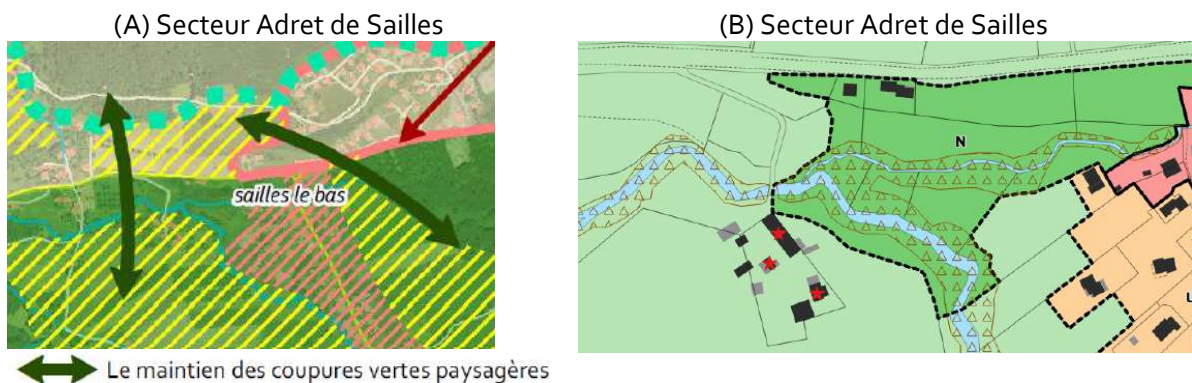 (A) Secteur Adret de Sailles
(B) Secteur Adret de Sailles
sailles le bas
N
U
Le maintien des coupures vertes paysagères